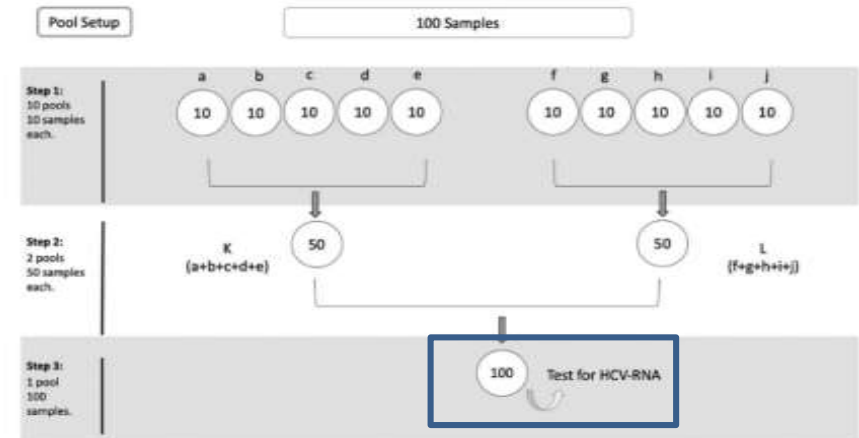 Pool Setup
100 Samples
a b c d e f g h i j
Step 1:
10 pools
10 samples
each.
10 10 10 10 10 10 10 10 10 10
Step 2:
2 pools
50 samples
each.
K
(a+b+c+d+e)
50
50
L
(f+g+h+i+j)
Step 3:
1 pool
100
samples.
100
Test for HCV-RNA